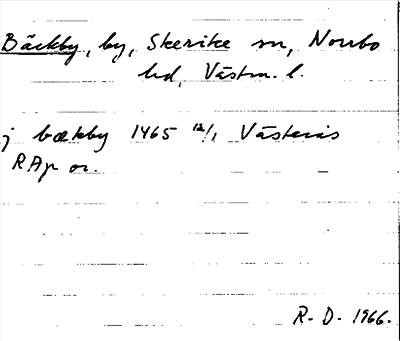 Bäckby, by, Skerike sn, Norrbo
hd, Västm. l.
j bækby 1465 12/1 Västerås
RAp or.
R-D-1966.